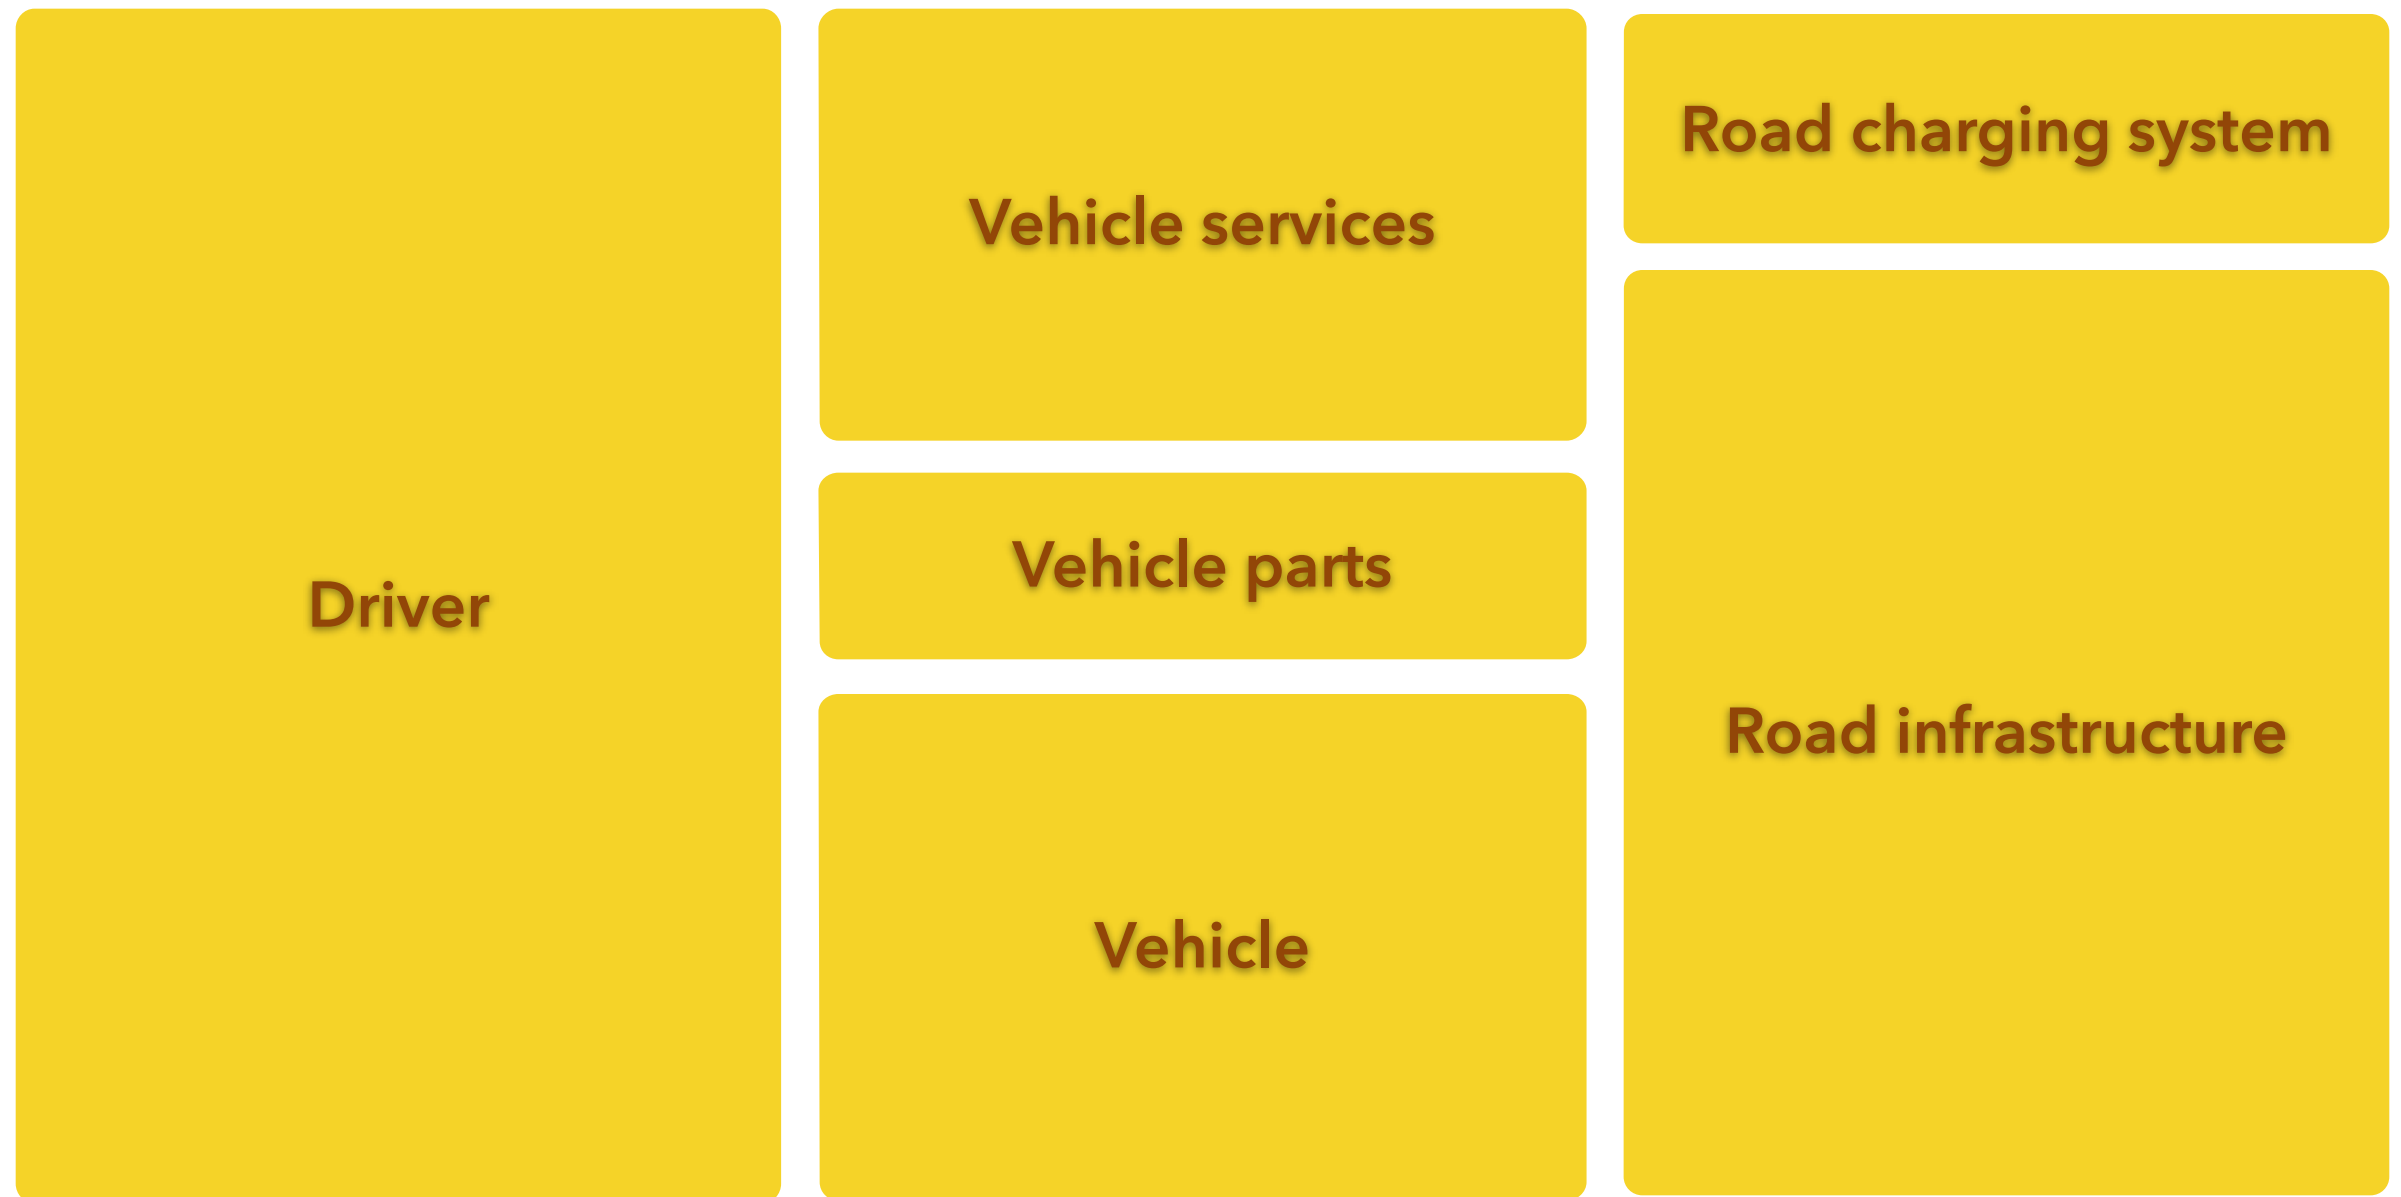 Driver
Vehicle services
Vehicle parts
Vehicle
Road charging system
Road infrastructure